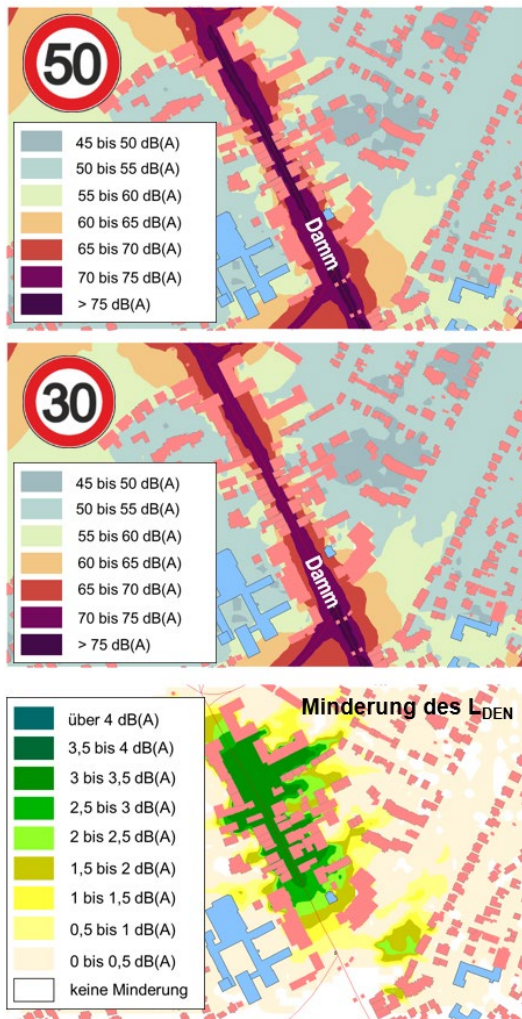 50
45 bis 50 dB(A)
50 bis 55 dB(A)
55 bis 60 dB(A)
60 bis 65 dB(A)
65 bis 70 dB(A)
70 bis 75 dB(A)
> 75 dB(A)
Damm
30
45 bis 50 dB(A)
50 bis 55 dB(A)
55 bis 60 dB(A)
60 bis 65 dB(A)
65 bis 70 dB(A)
70 bis 75 dB(A)
> 75 dB(A)
Damm
Minderung des LDEN
über 4 dB(A)
3,5 bis 4 dB(A)
3 bis 3,5 dB(A)
2,5 bis 3 dB(A)
2 bis 2,5 dB(A)
1,5 bis 2 dB(A)
1 bis 1,5 dB(A)
0,5 bis 1 dB(A)
0 bis 0,5 dB(A)
keine Minderung